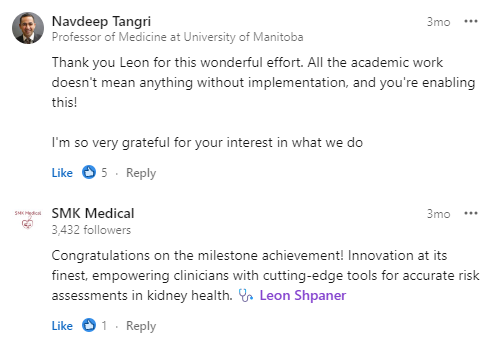 Navdeep Tangri
3mo •••
Professor of Medicine at University of Manitoba
Thank you Leon for this wonderful effort. All the academic work
doesn't mean anything without implementation, and you're enabling
this!
I'm so very grateful for your interest in what we do
Like 5 · Reply
SMK Medical
SMK Medical
3mo •••
3,432 followers
Congratulations on the milestone achievement! Innovation at its
finest, empowering clinicians with cutting-edge tools for accurate risk
assessments in kidney health. 🩺 Leon Shpaner
Like 1 · Reply